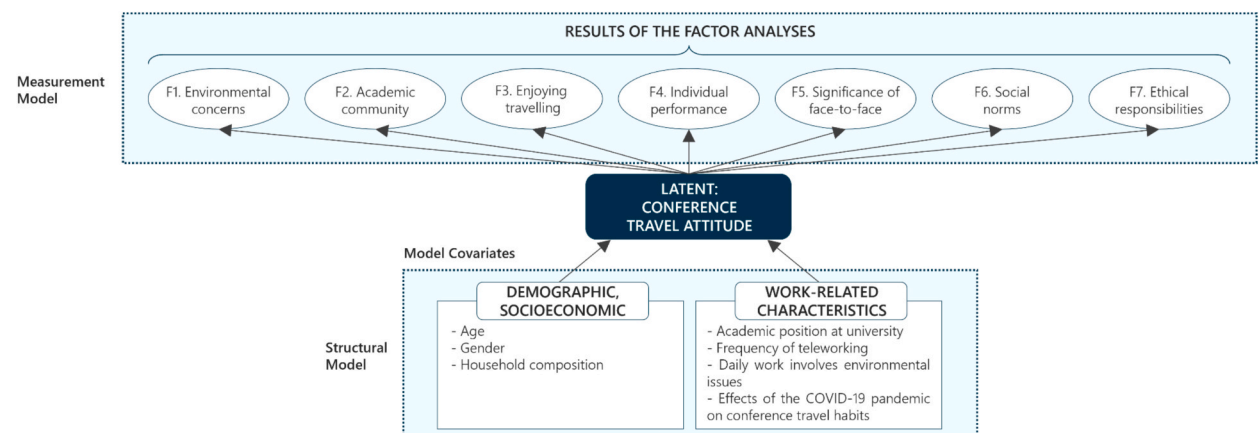 RESULTS OF THE FACTOR ANALYSES
Measurement
Model
F1. Environmental
concerns
F2. Academic
community
F3. Enjoying
travelling
F4. Individual
performance
F5. Significance of
face-to-face
F6. Social
norms
F7. Ethical
responsibilities
LATENT:
CONFERENCE
TRAVEL ATTITUDE
Model Covariates
Structural
Model
DEMOGRAPHIC,
SOCIOECONOMIC
- Age
- Gender
- Household composition
WORK-RELATED
CHARACTERISTICS
- Academic position at university
- Frequency of teleworking
- Daily work involves environmental
issues
- Effects of the COVID-19 pandemic
on conference travel habits